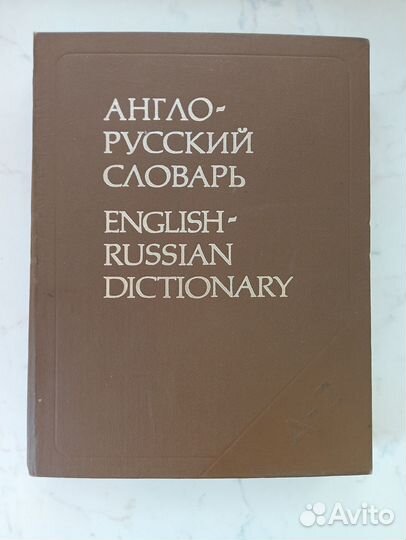 АНГЛО-
РУССКИЙ
СЛОВАРЬ
ENGLISH-
RUSSIAN
DICTIONARY
A-Z
Avito